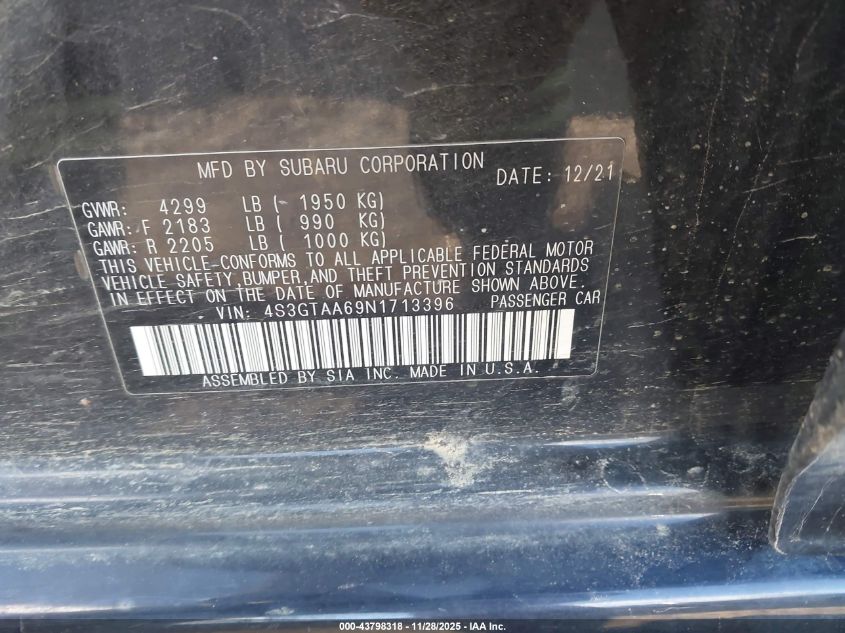 MFD BY SUBARU CORPORATION DATE: 12/21
GVWR: 4299 LB ( 1950 KG)
GAWR: F 2183 LB ( 990 KG)
GAWR: R 2205 LB ( 1000 KG)
THIS VEHICLE-CONFORMS TO ALL APPLICABLE FEDERAL MOTOR
VEHICLE SAFETY,BUMPER,AND THEFT PREVENTION STANDARDS
IN EFFECT ON THE DATE OF MANUFACTURE SHOWN ABOVE.
VIN: 4S3GTAA69N1713396 PASSENGER CAR
ASSEMBLED BY SIA INC. MADE IN U.S.A.
000-43798318 - 11/28/2025 - IAA Inc.